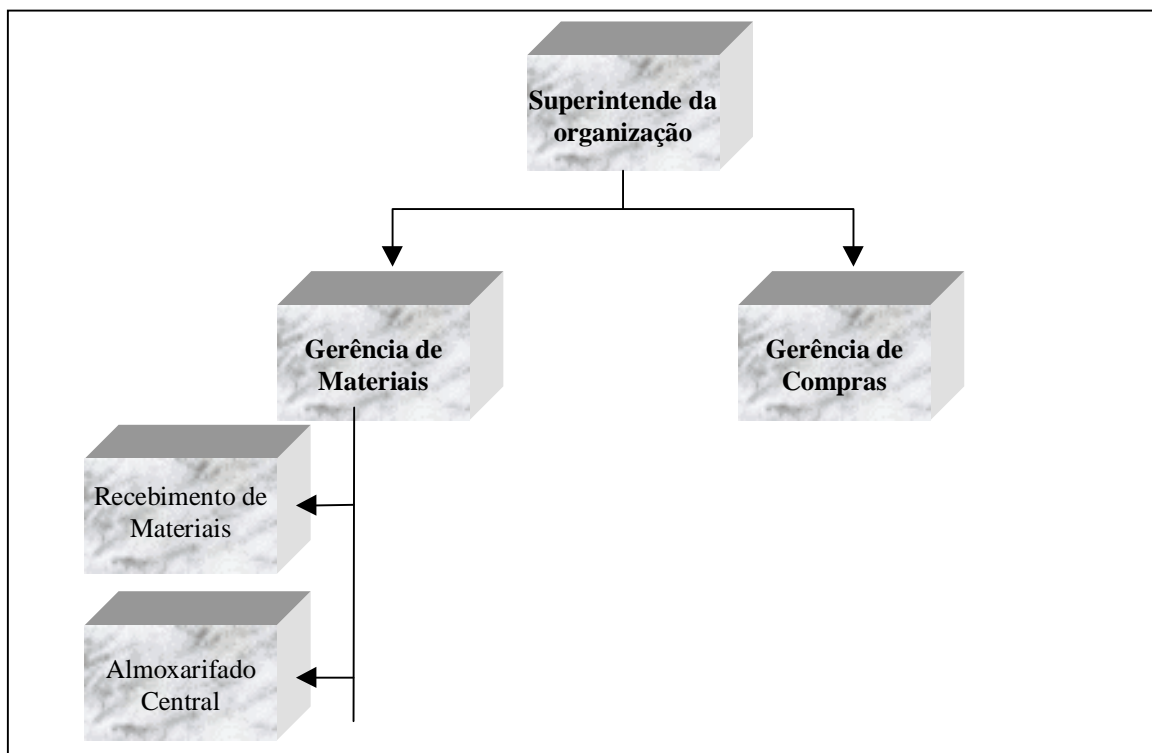 Superintende da
organização
Gerência de
Materiais
Gerência de
Compras
Recebimento de
Materiais
Almoxarifado
Central